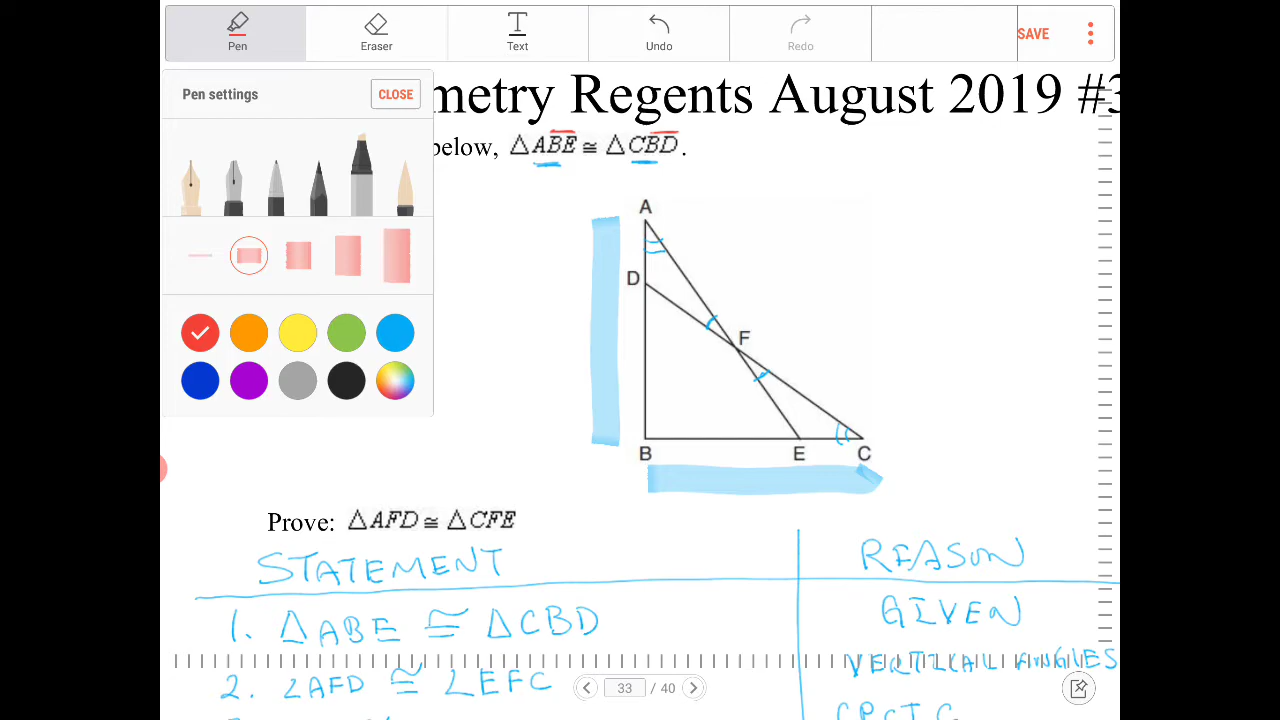 Pen
Eraser
Text
Undo
Redo
SAVE
Pen settings
CLOSE
metry Regents August 2019 #3
below, △ABE ≅ △CBD.
A
D
F
B
E
C
Prove: △AFD ≅ △CFE
STATEMENT
REASON
1. △ABE ≅ △CBD
GIVEN
VERTICAL ANGLES
2. ∠AFD ≅ ∠EFC
33 / 40
CPCTC